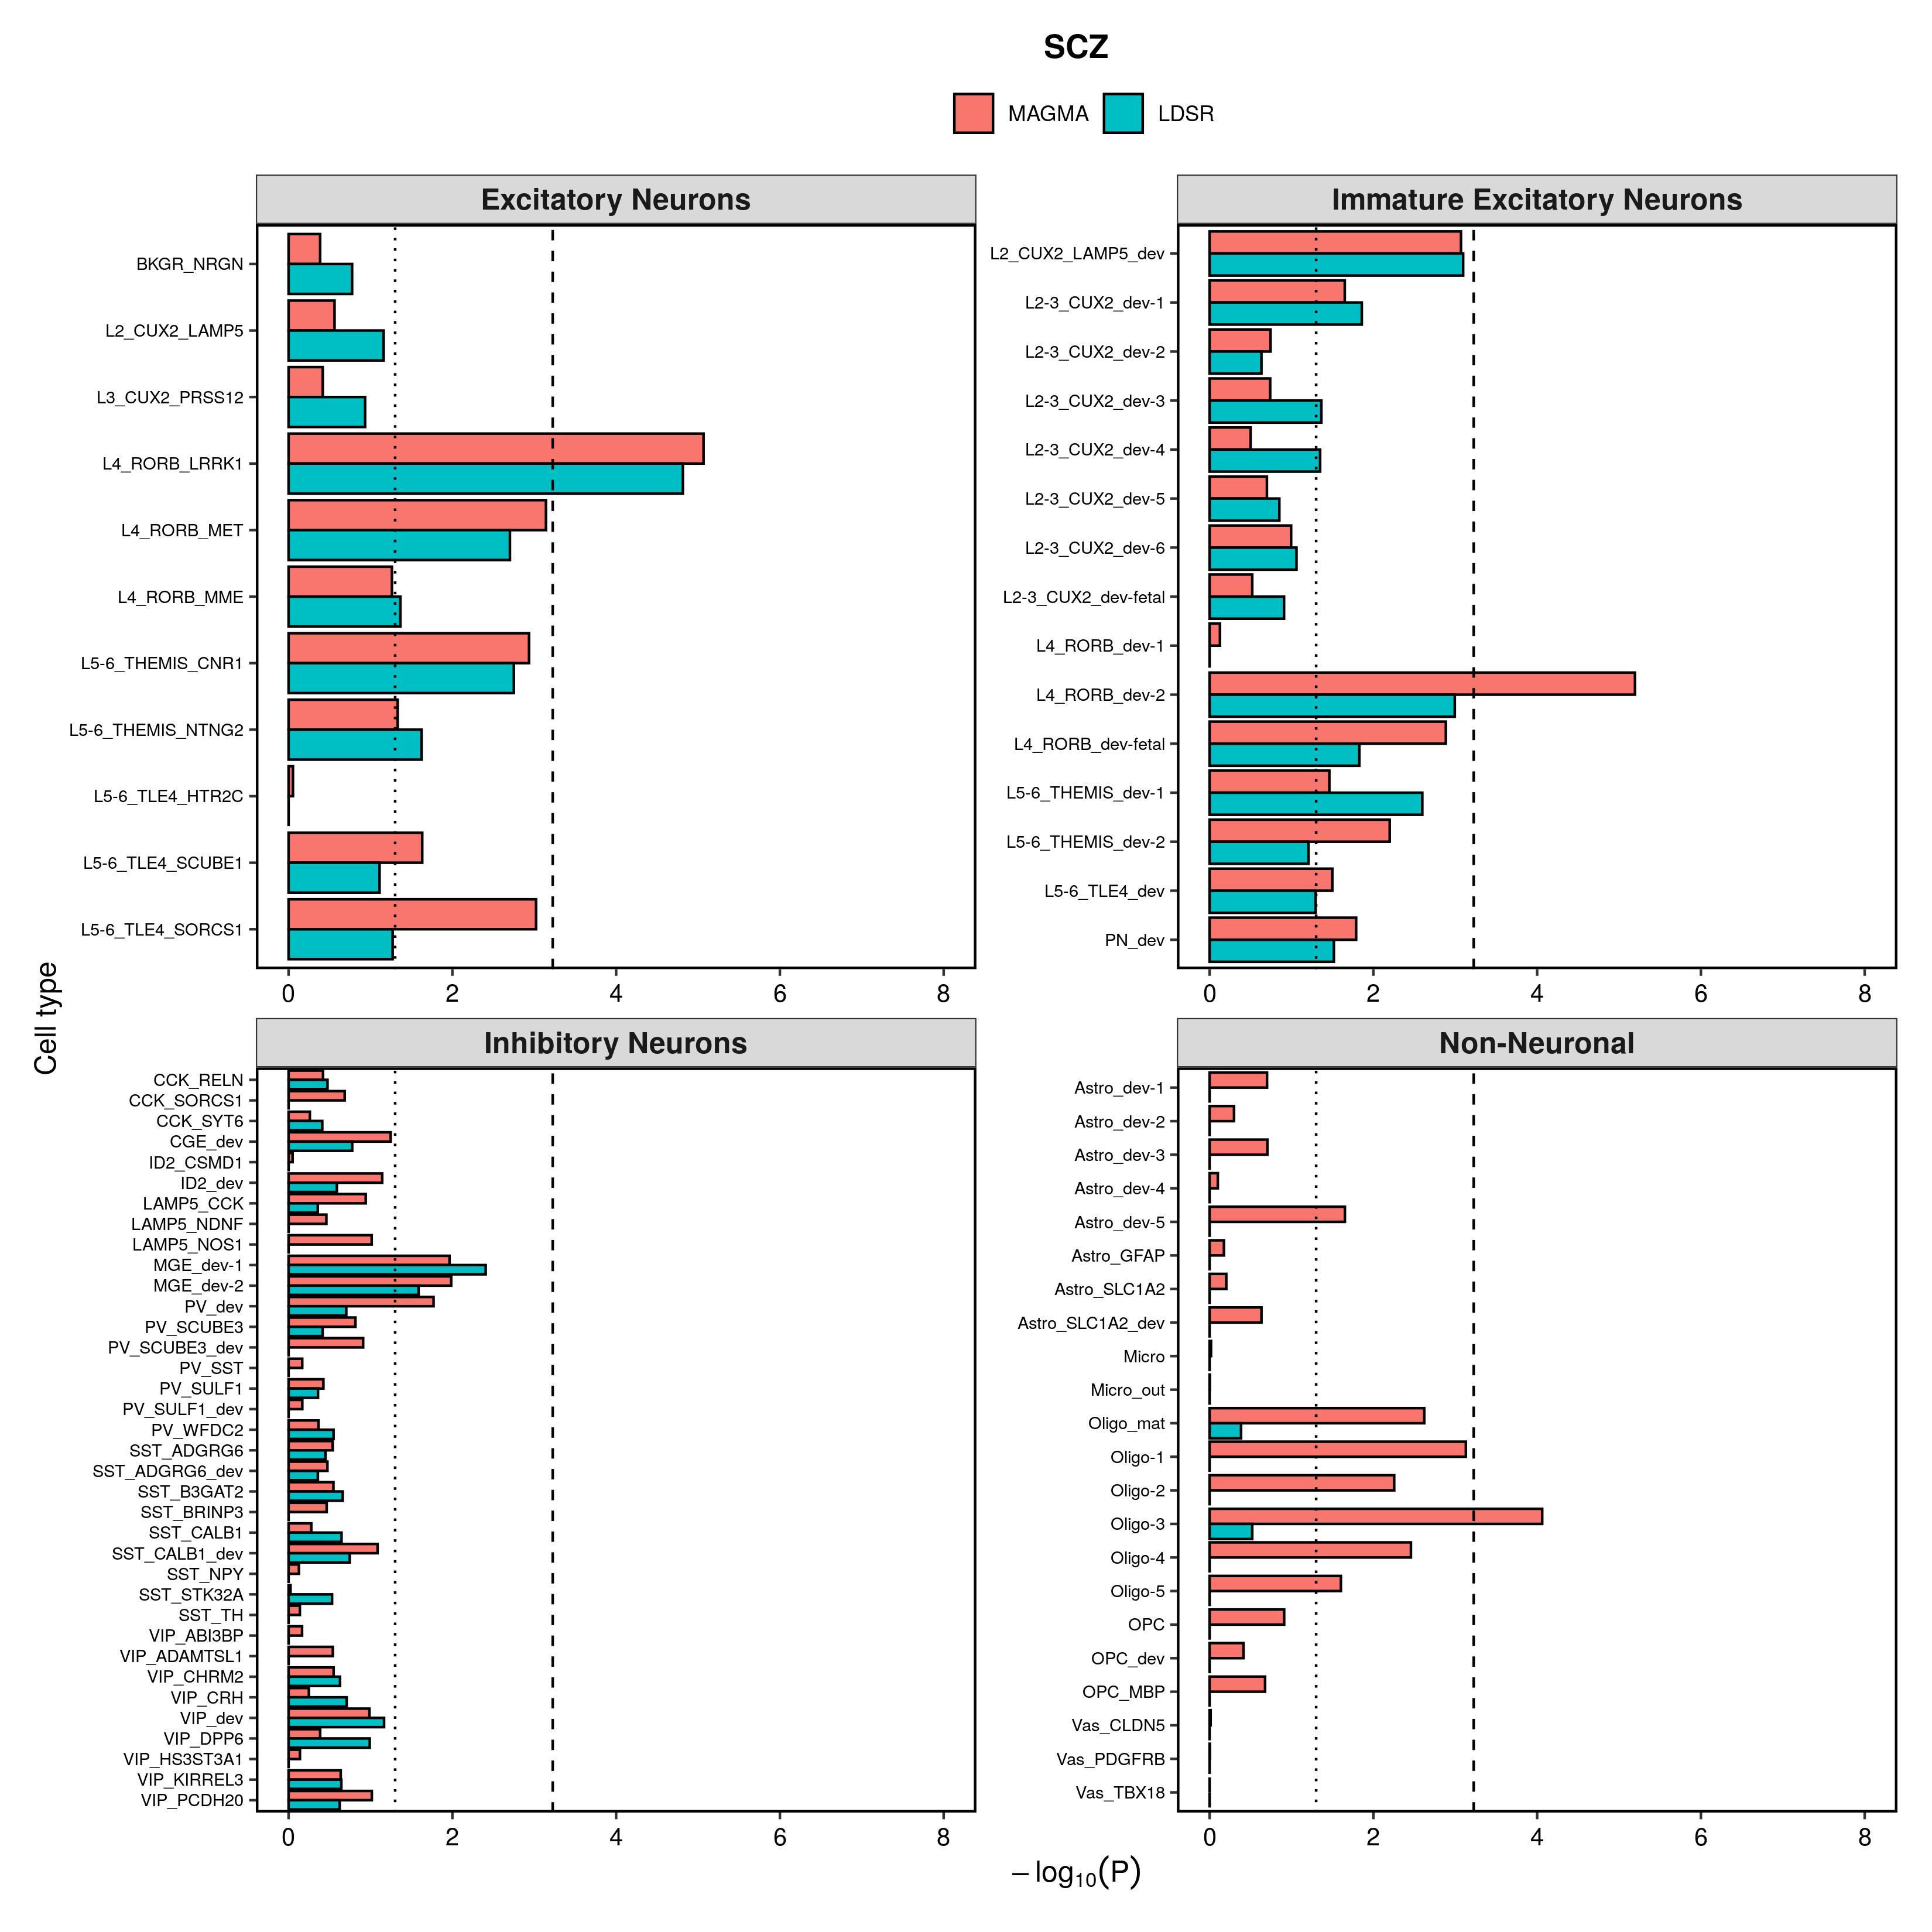 SCZ
MAGMA LDSR
Excitatory Neurons
BKGR_NRGN
L2_CUX2_LAMP5
L3_CUX2_PRSS12
L4_RORB_LRRK1
L4_RORB_MET
L4_RORB_MME
L5-6_THEMIS_CNR1
L5-6_THEMIS_NTNG2
L5-6_TLE4_HTR2C
L5-6_TLE4_SCUBE1
L5-6_TLE4_SORCS1
0 2 4 6 8
Immature Excitatory Neurons
L2_CUX2_LAMP5_dev
L2-3_CUX2_dev-1
L2-3_CUX2_dev-2
L2-3_CUX2_dev-3
L2-3_CUX2_dev-4
L2-3_CUX2_dev-5
L2-3_CUX2_dev-6
L2-3_CUX2_dev-fetal
L4_RORB_dev-1
L4_RORB_dev-2
L4_RORB_dev-fetal
L5-6_THEMIS_dev-1
L5-6_THEMIS_dev-2
L5-6_TLE4_dev
PN_dev
0 2 4 6 8
Cell type
Inhibitory Neurons
CCK_RELN
CCK_SORCS1
CCK_SYT6
CGE_dev
ID2_CSMD1
ID2_dev
LAMP5_CCK
LAMP5_NDNF
LAMP5_NOS1
MGE_dev-1
MGE_dev-2
PV_dev
PV_SCUBE3
PV_SCUBE3_dev
PV_SST
PV_SULF1
PV_SULF1_dev
PV_WFDC2
SST_ADGRG6
SST_ADGRG6_dev
SST_B3GAT2
SST_BRINP3
SST_CALB1
SST_CALB1_dev
SST_NPY
SST_STK32A
SST_TH
VIP_ABI3BP
VIP_ADAMTSL1
VIP_CHRM2
VIP_CRH
VIP_dev
VIP_DPP6
VIP_HS3ST3A1
VIP_KIRREL3
VIP_PCDH20
0 2 4 6 8
Non-Neuronal
Astro_dev-1
Astro_dev-2
Astro_dev-3
Astro_dev-4
Astro_dev-5
Astro_GFAP
Astro_SLC1A2
Astro_SLC1A2_dev
Micro
Micro_out
Oligo_mat
Oligo-1
Oligo-2
Oligo-3
Oligo-4
Oligo-5
OPC
OPC_dev
OPC_MBP
Vas_CLDN5
Vas_PDGFRB
Vas_TBX18
0 2 4 6 8
−log10(P)